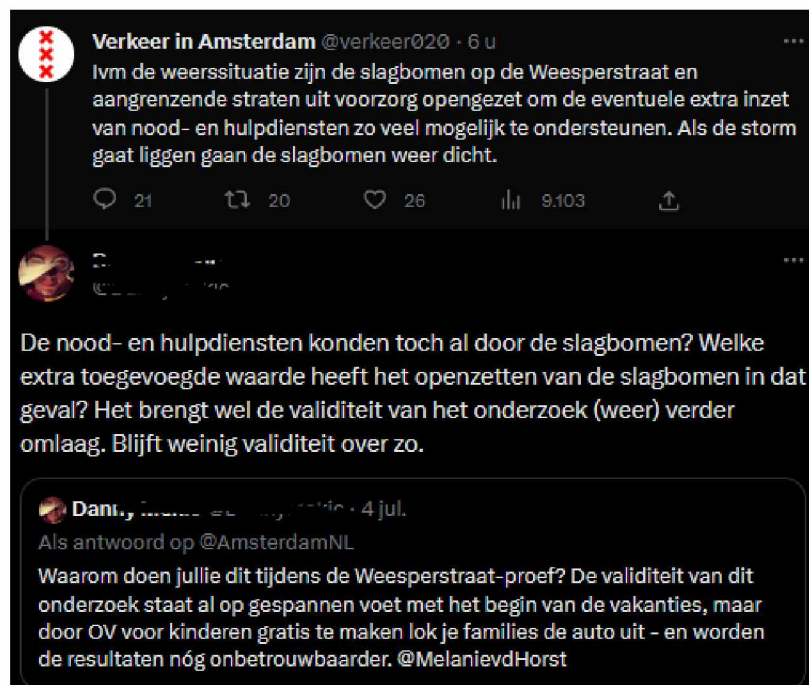 Verkeer in Amsterdam @verkeer020 · 6 u
Ivm de weerssituatie zijn de slagbomen op de Weesperstraat en
aangrenzende straten uit voorzorg opengezet om de eventuele extra inzet
van nood- en hulpdiensten zo veel mogelijk te ondersteunen. Als de storm
gaat liggen gaan de slagbomen weer dicht.
21 20 26 9.103
De nood- en hulpdiensten konden toch al door de slagbomen? Welke
extra toegevoegde waarde heeft het openzetten van de slagbomen in dat
geval? Het brengt wel de validiteit van het onderzoek (weer) verder
omlaag. Blijft weinig validiteit over zo.
· 4 jul.
Als antwoord op @AmsterdamNL
Waarom doen jullie dit tijdens de Weesperstraat-proef? De validiteit van dit
onderzoek staat al op gespannen voet met het begin van de vakanties, maar
door OV voor kinderen gratis te maken lok je families de auto uit - en worden
de resultaten nóg onbetrouwbaarder. @MelanievdHorst